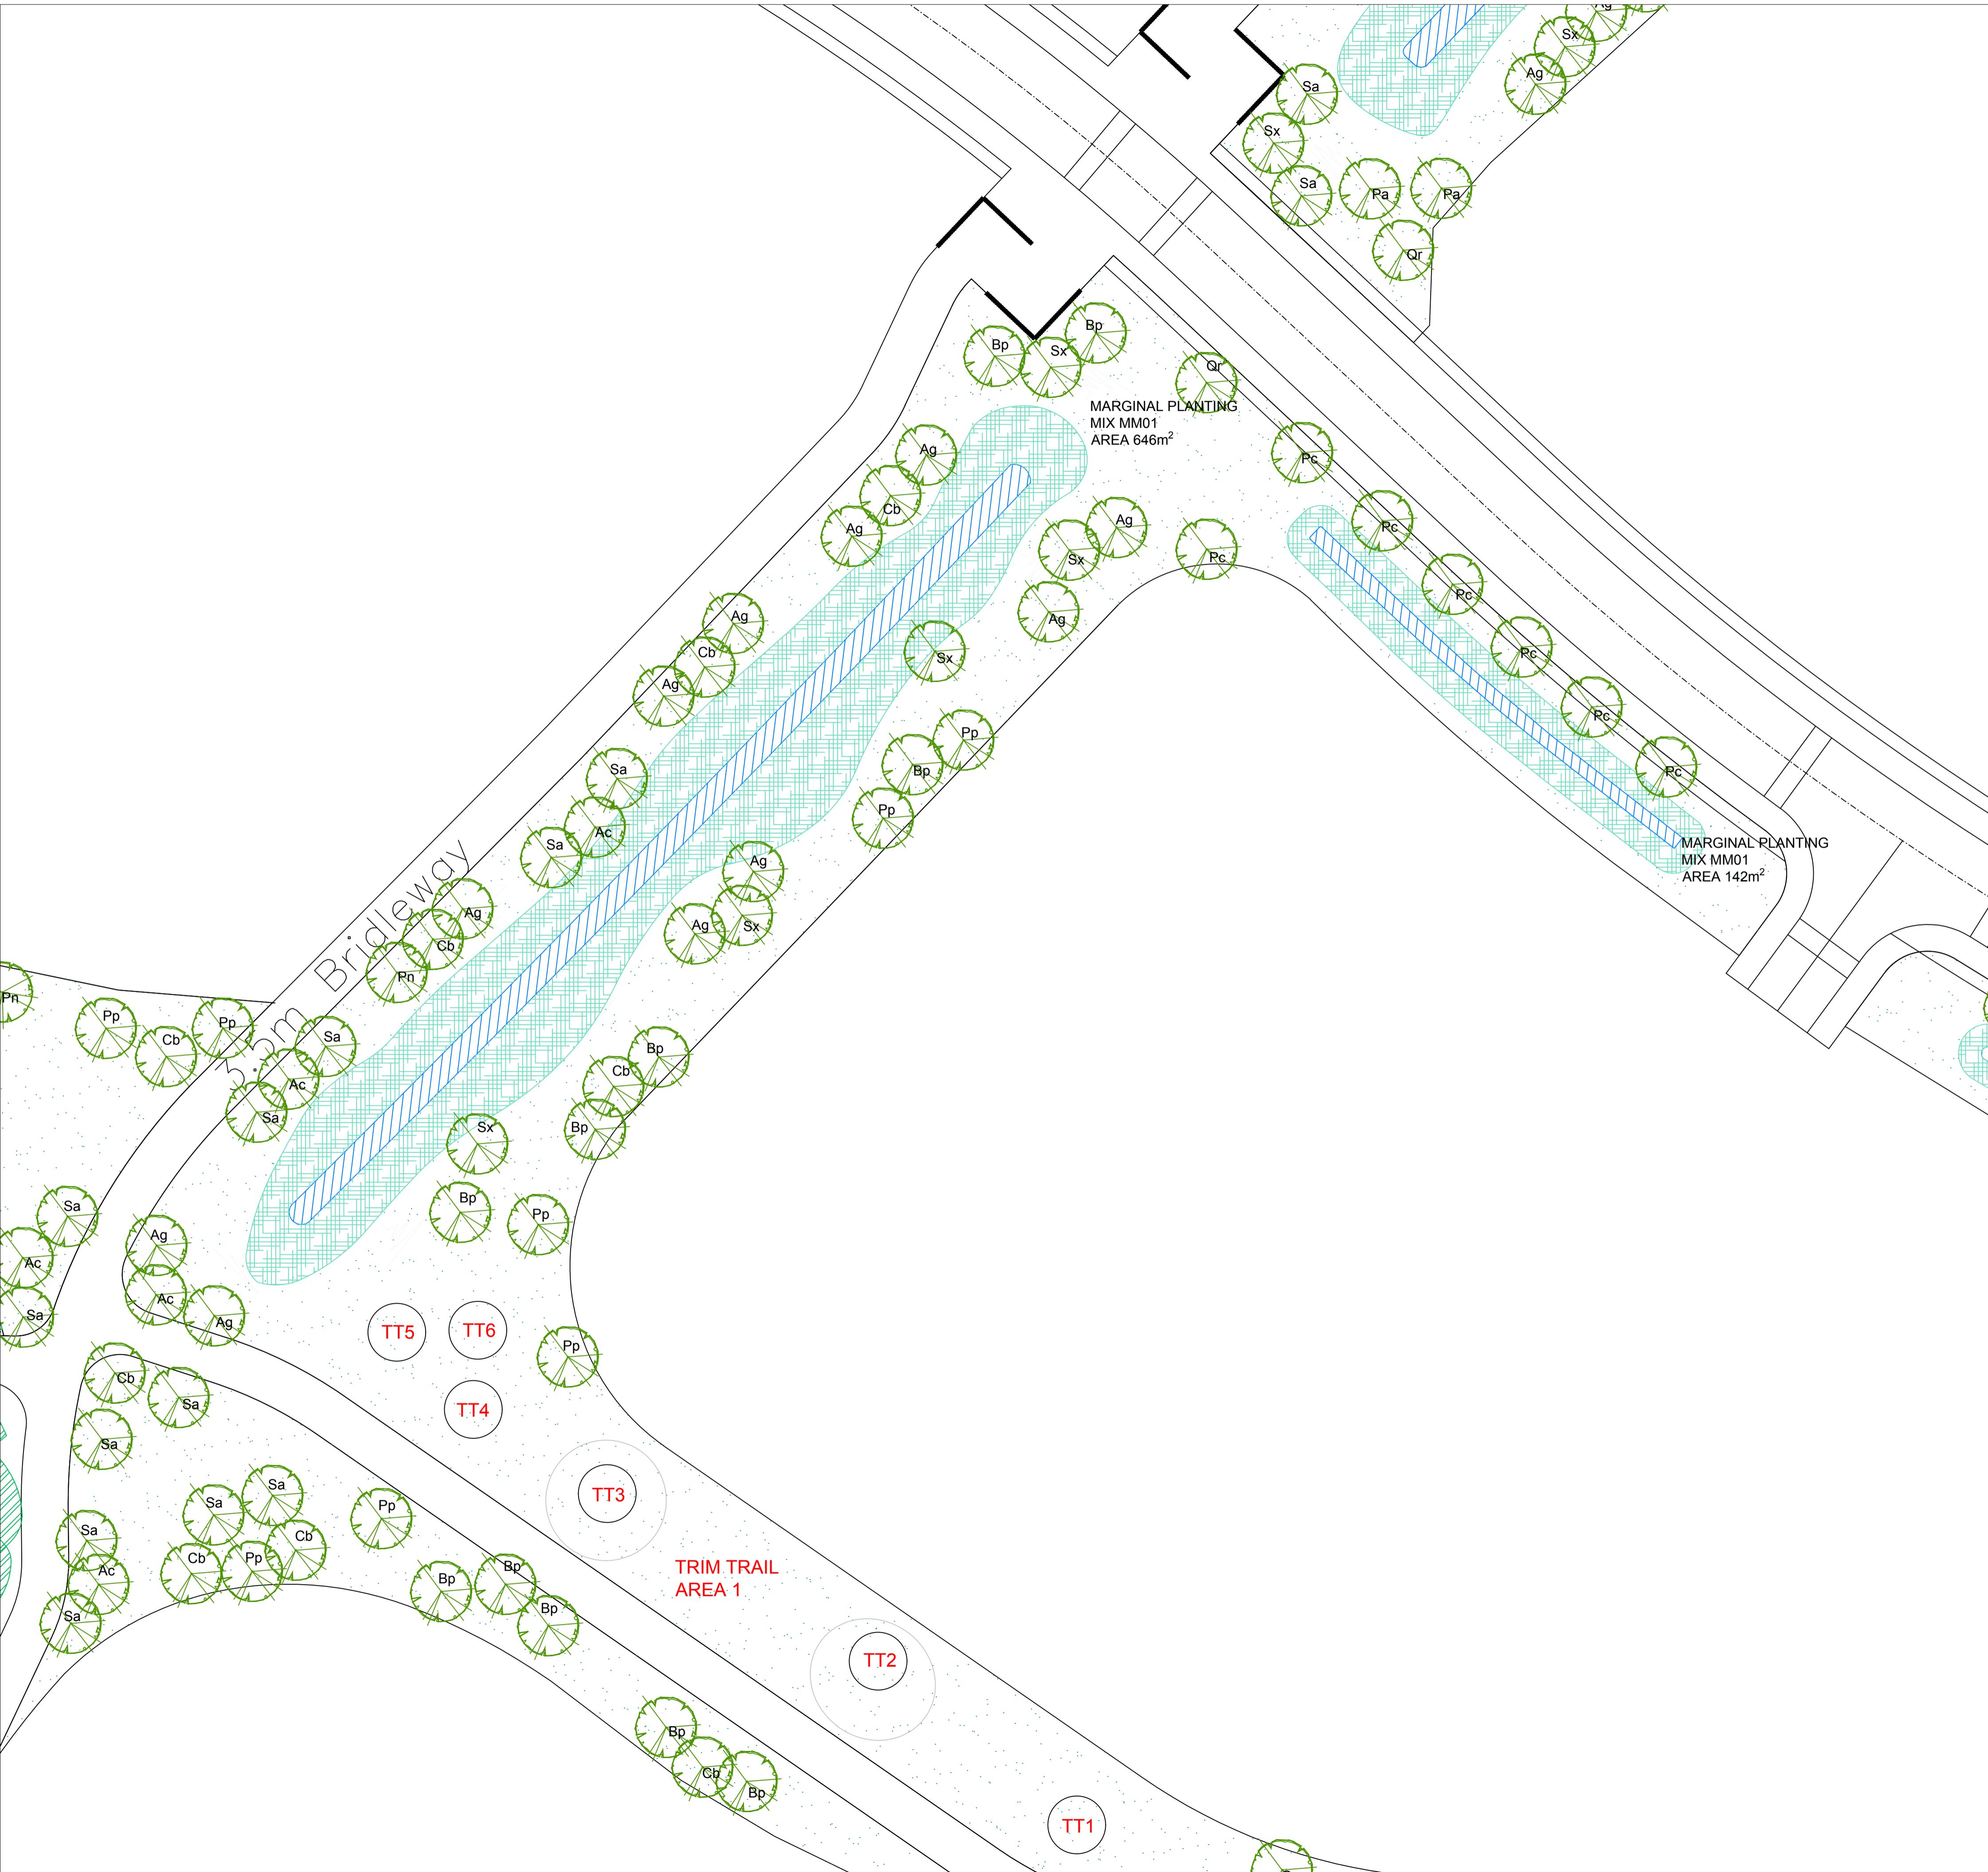 Ag
Sx
Ag
Sa
Sx
Sa
Pa
Pa
Qr
Bp
Bp
Sx
Qr
MARGINAL PLANTING
MIX MM01
AREA 646m²
Ag
Cb
Ag
Pc
Pc
Ag
Sx
Pc
Pc
Ag
Ag
Cb
Ag
Sx
Pc
Pc
Pp
Bp
Pp
Pc
Sa
Ac
Sa
MARGINAL PLANTING
MIX MM01
AREA 142m²
Ag
Ag
Sx
Ag
Cb
Pn
3.5m Bridleway
Pn
Pp
Cb
Pp
Sa
Ac
Sa
Bp
Cb
Bp
Sx
Bp
Pp
Sa
Ac
Sa
Ag
Ac
Ag
TT5
TT6
Pp
Cb
Sa
Sa
TT4
TT3
Sa
Sa
Pp
Sa
Cb
Cb
Pp
Ac
Sa
Bp
Bp
Bp
TRIM TRAIL
AREA 1
TT2
Bp
Cb
Bp
TT1